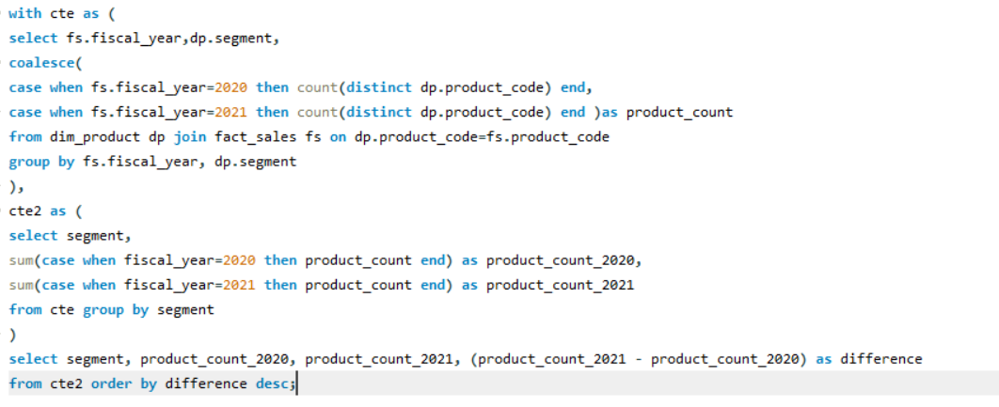 with cte as (
select fs.fiscal_year,dp.segment,
coalesce(
case when fs.fiscal_year=2020 then count(distinct dp.product_code) end,
case when fs.fiscal_year=2021 then count(distinct dp.product_code) end )as product_count
from dim_product dp join fact_sales fs on dp.product_code=fs.product_code
group by fs.fiscal_year, dp.segment
),
cte2 as (
select segment,
sum(case when fiscal_year=2020 then product_count end) as product_count_2020,
sum(case when fiscal_year=2021 then product_count end) as product_count_2021
from cte group by segment
)
select segment, product_count_2020, product_count_2021, (product_count_2021 - product_count_2020) as difference
from cte2 order by difference desc;